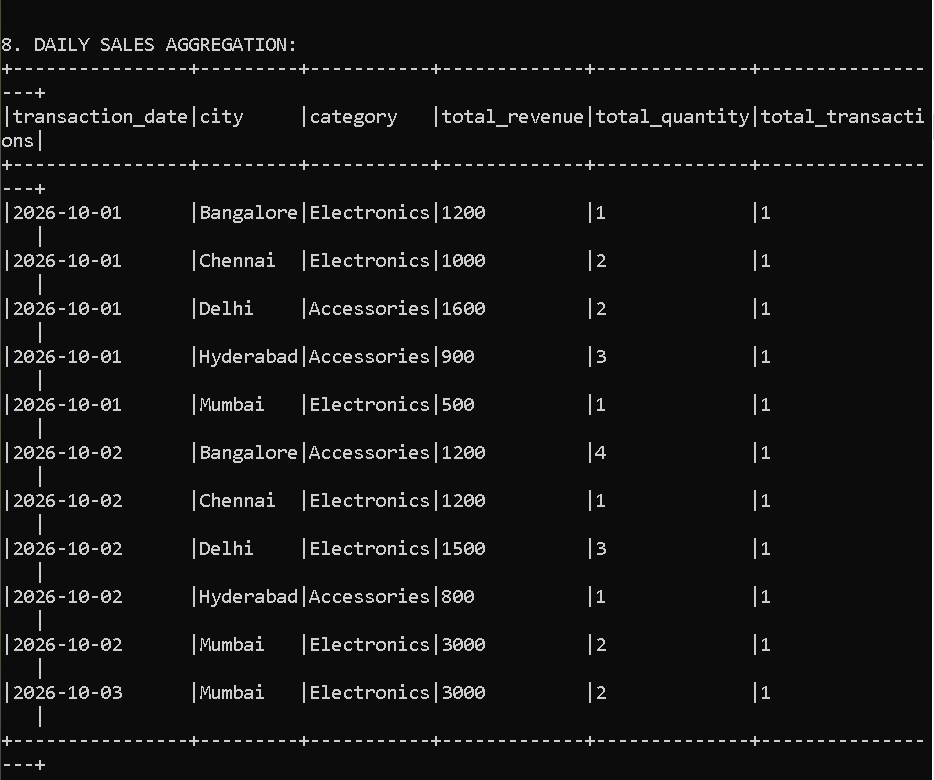 8. DAILY SALES AGGREGATION:
+----------------+---------+-----------+-------------+--------------+---------------
---+
|transaction_date|city     |category   |total_revenue|total_quantity|total_transacti
ons|
+----------------+---------+-----------+-------------+--------------+---------------
---+
|2026-10-01      |Bangalore|Electronics|1200         |1             |1
   |
|2026-10-01      |Chennai  |Electronics|1000         |2             |1
   |
|2026-10-01      |Delhi    |Accessories|1600         |2             |1
   |
|2026-10-01      |Hyderabad|Accessories|900          |3             |1
   |
|2026-10-01      |Mumbai   |Electronics|500          |1             |1
   |
|2026-10-02      |Bangalore|Accessories|1200         |4             |1
   |
|2026-10-02      |Chennai  |Electronics|1200         |1             |1
   |
|2026-10-02      |Delhi    |Electronics|1500         |3             |1
   |
|2026-10-02      |Hyderabad|Accessories|800          |1             |1
   |
|2026-10-02      |Mumbai   |Electronics|3000         |2             |1
   |
|2026-10-03      |Mumbai   |Electronics|3000         |2             |1
   |
+----------------+---------+-----------+-------------+--------------+---------------
---+